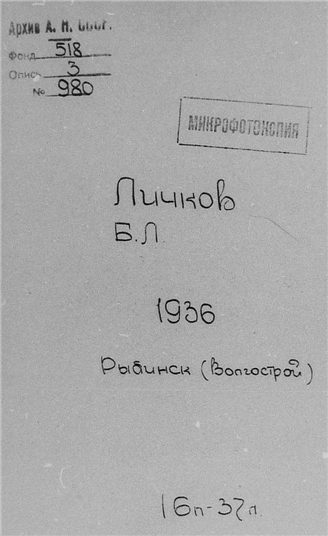 Архив А. Н. СССР.
Фонд 518
Опись 3
№ 980
МИКРОФОТОКОПИЯ
Личков
Б.Л.
1936
Рыбинск (Волгострой)
16п-37л.